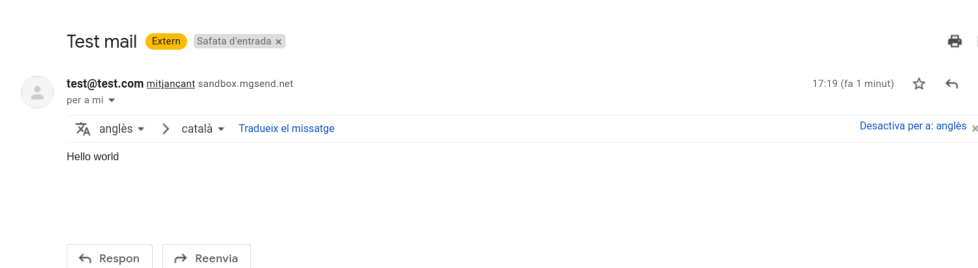 Test mail Extern Safata d'entrada ×
test@test.com mitjançant sandbox.mgsend.net 17:19 (fa 1 minut)
per a mi
anglès català Tradueix el missatge Desactiva per a: anglès ×
Hello world
Respon Reenvia